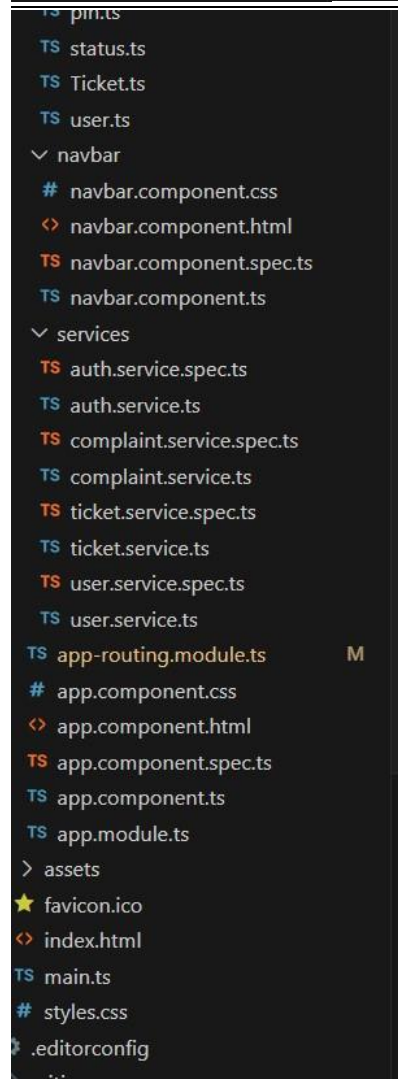 TS pin.ts
TS status.ts
TS Ticket.ts
TS user.ts
navbar
# navbar.component.css
<> navbar.component.html
TS navbar.component.spec.ts
TS navbar.component.ts
services
TS auth.service.spec.ts
TS auth.service.ts
TS complaint.service.spec.ts
TS complaint.service.ts
TS ticket.service.spec.ts
TS ticket.service.ts
TS user.service.spec.ts
TS user.service.ts
TS app-routing.module.ts M
# app.component.css
<> app.component.html
TS app.component.spec.ts
TS app.component.ts
TS app.module.ts
> assets
favicon.ico
<> index.html
TS main.ts
# styles.css
.editorconfig